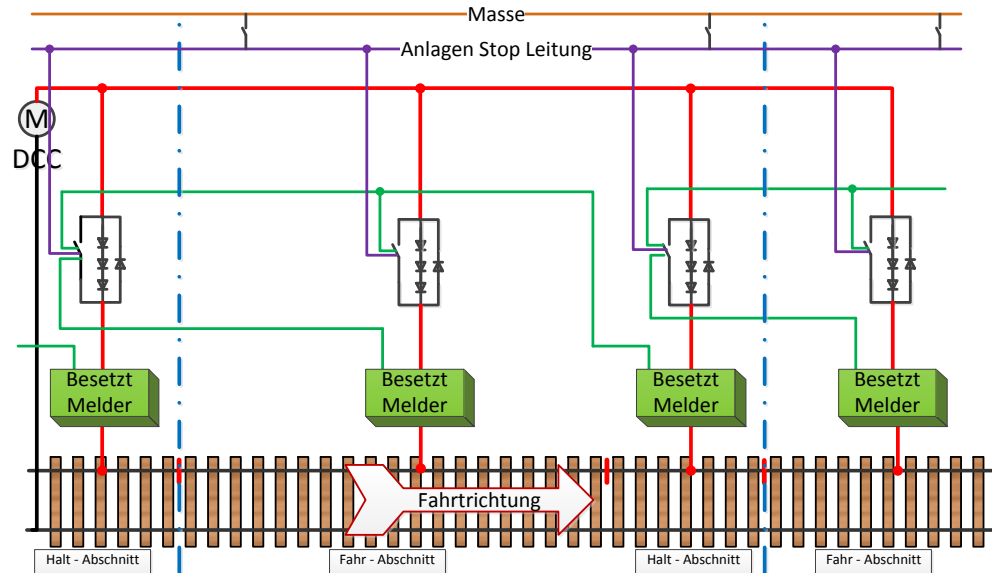 Masse
Anlagen Stop Leitung
M
DCC
Besetzt
Melder
Besetzt
Melder
Besetzt
Melder
Besetzt
Melder
Fahrtrichtung
Halt - Abschnitt
Fahr - Abschnitt
Halt - Abschnitt
Fahr - Abschnitt